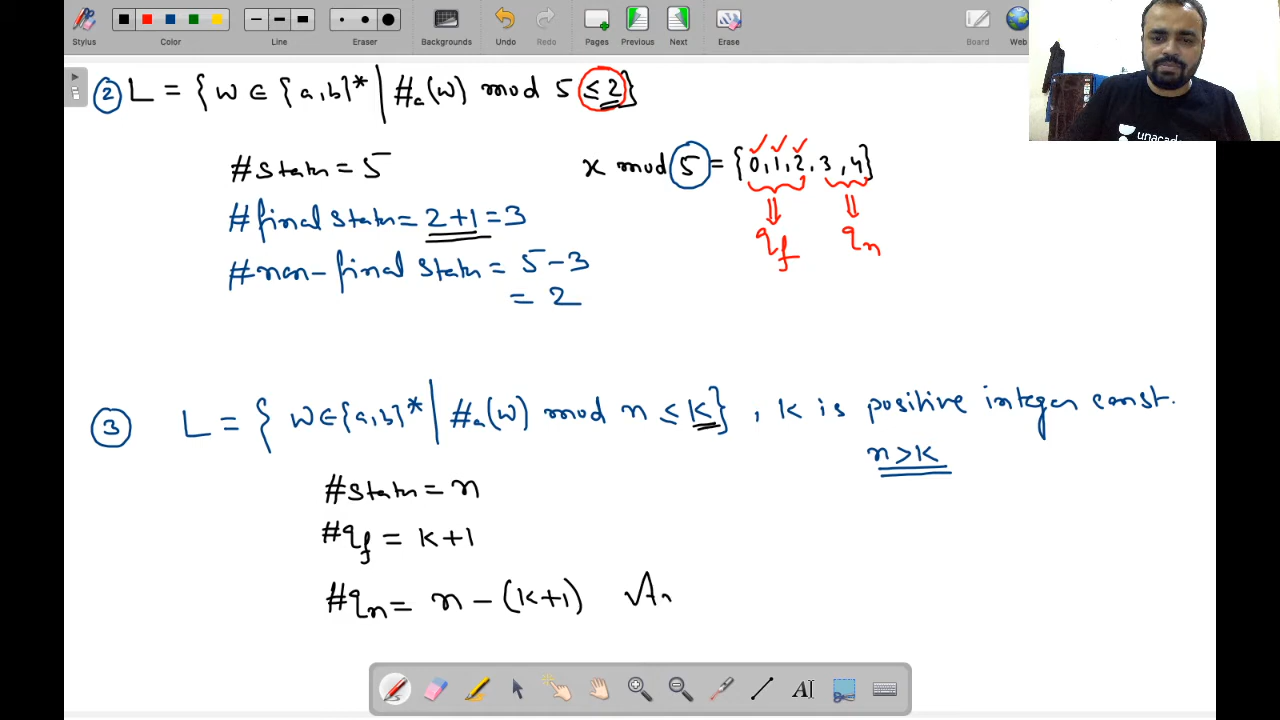 Stylus Color Line Eraser Backgrounds Undo Redo Pages Previous Next Erase Board Web
unacad
② L = { w ∈ {a,b}* | #a(w) mod 5 ≤ 2 }
#states = 5 x mod 5 = {0,1,2,3,4}
#final states = 2+1 = 3 qf qn
#non-final states = 5-3
= 2
③ L = { w ∈ {a,b}* | #a(w) mod n ≤ k } , k is positive integer const.
n > k
#states = n
#qf = k+1
#qn = n - (k+1) An